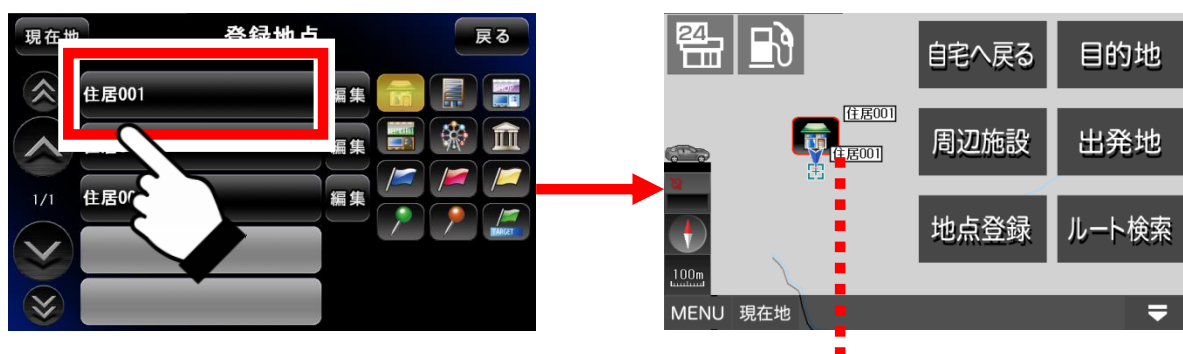 現在地
登録地点
戻る
住居001
編集
編集
1/1
住居00
編集
SHOP
TARGET
24
自宅へ戻る
目的地
住居001
住居001
周辺施設
出発地
地点登録
ルート検索
100m
MENU
現在地